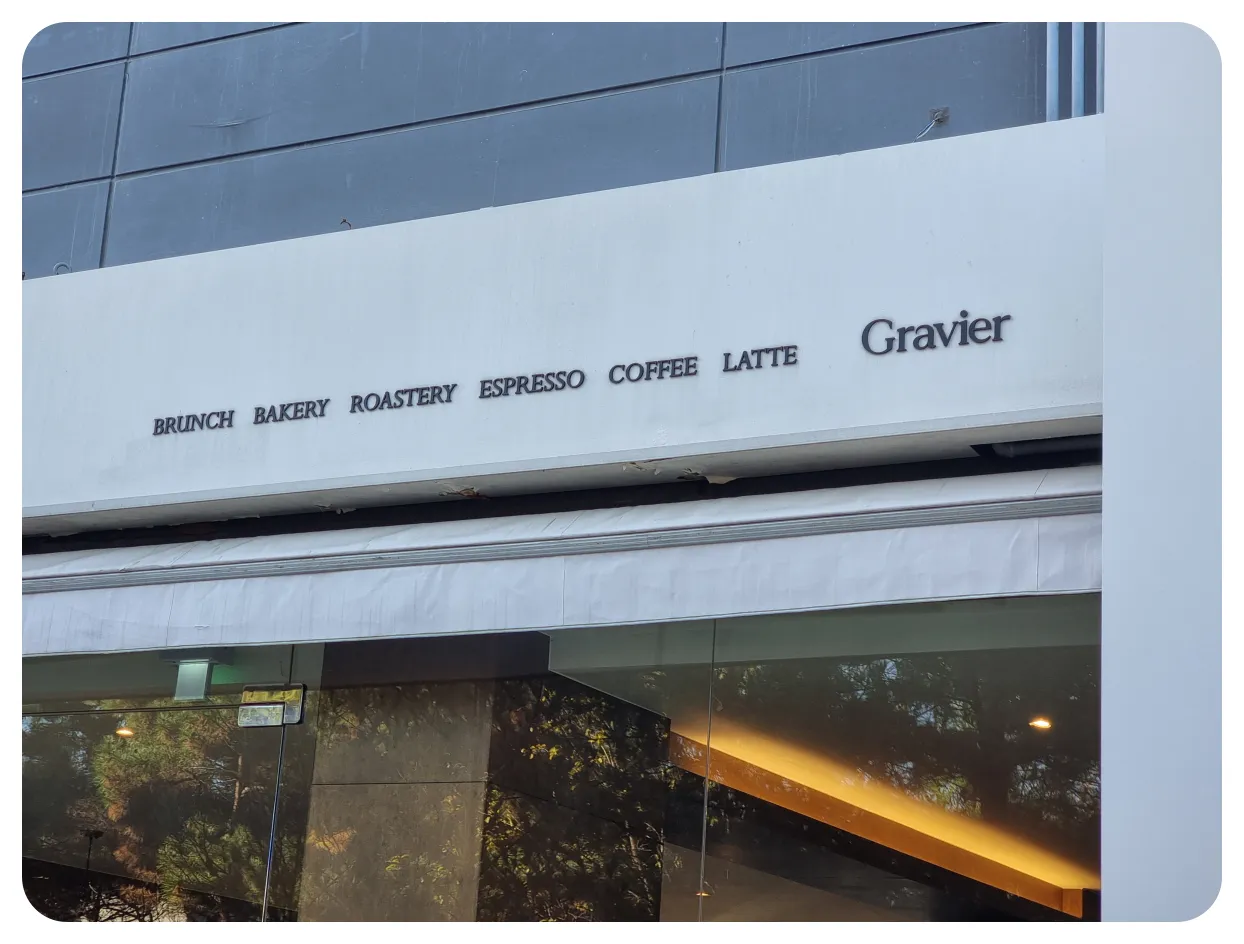 BRUNCH BAKERY ROASTERY ESPRESSO COFFEE LATTE Gravier